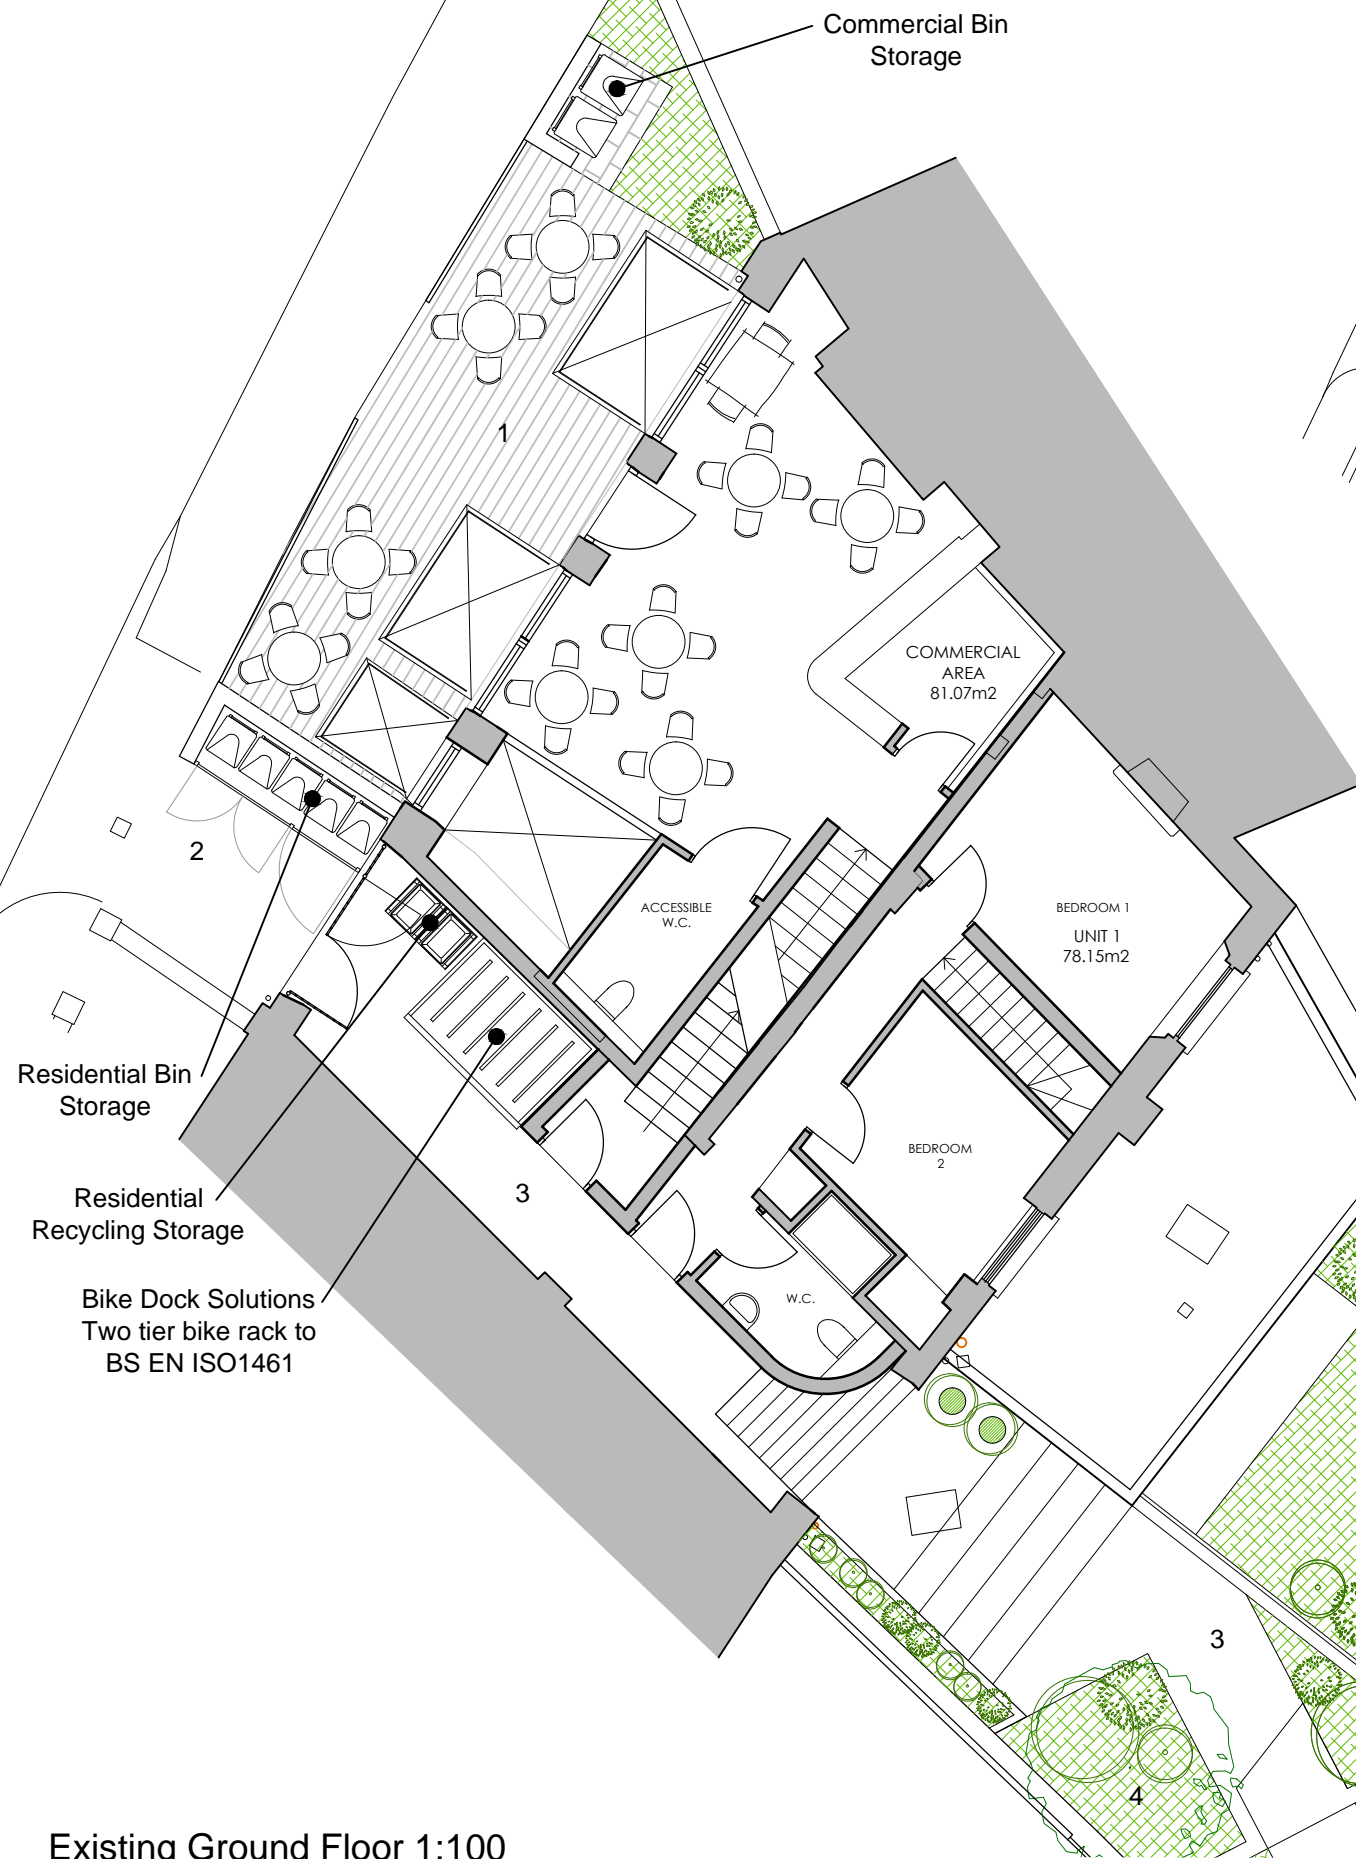 Commercial Bin
Storage
1
COMMERCIAL
AREA
81.07m2
2
ACCESSIBLE
W.C.
BEDROOM 1
UNIT 1
78.15m2
Residential Bin
Storage
BEDROOM
2
3
Residential
Recycling Storage
W.C.
Bike Dock Solutions
Two tier bike rack to
BS EN ISO1461
3
4
Existing Ground Floor 1:100